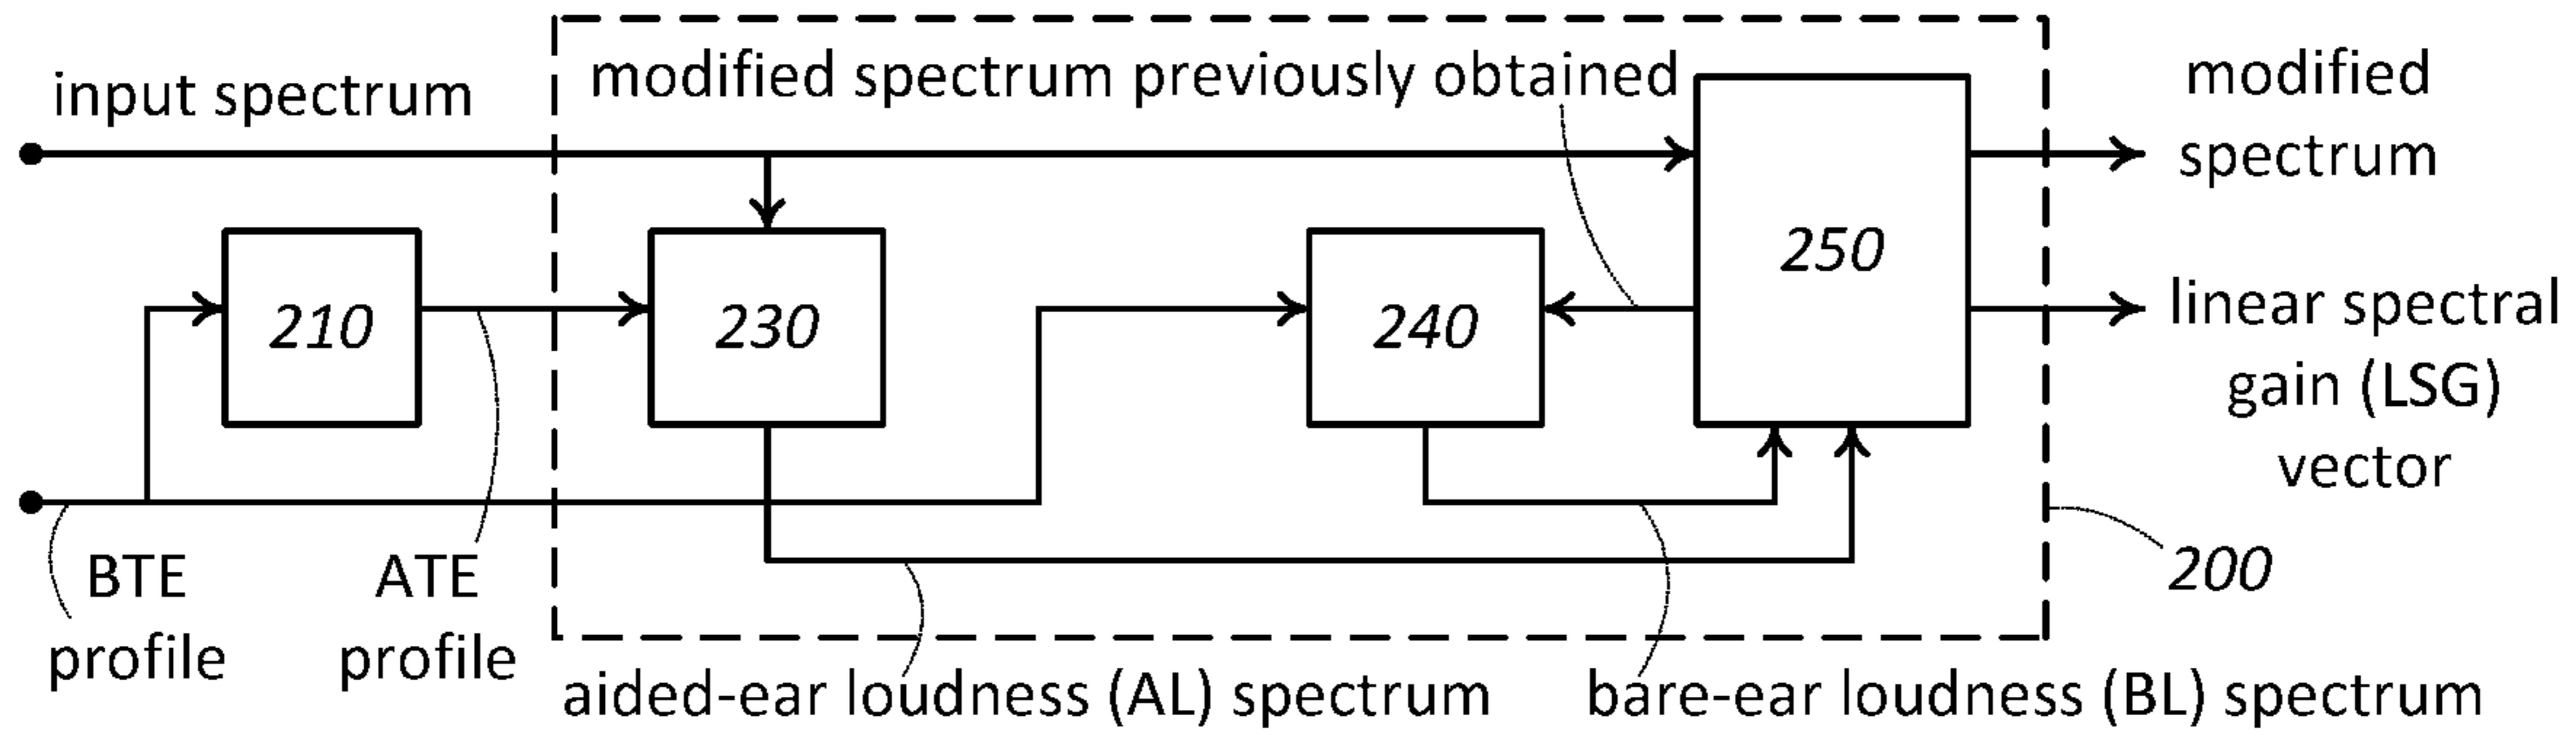 input spectrum
modified spectrum previously obtained
modified
spectrum
210
230
240
250
linear spectral
gain (LSG)
vector
BTE
profile
ATE
profile
200
aided-ear loudness (AL) spectrum
bare-ear loudness (BL) spectrum